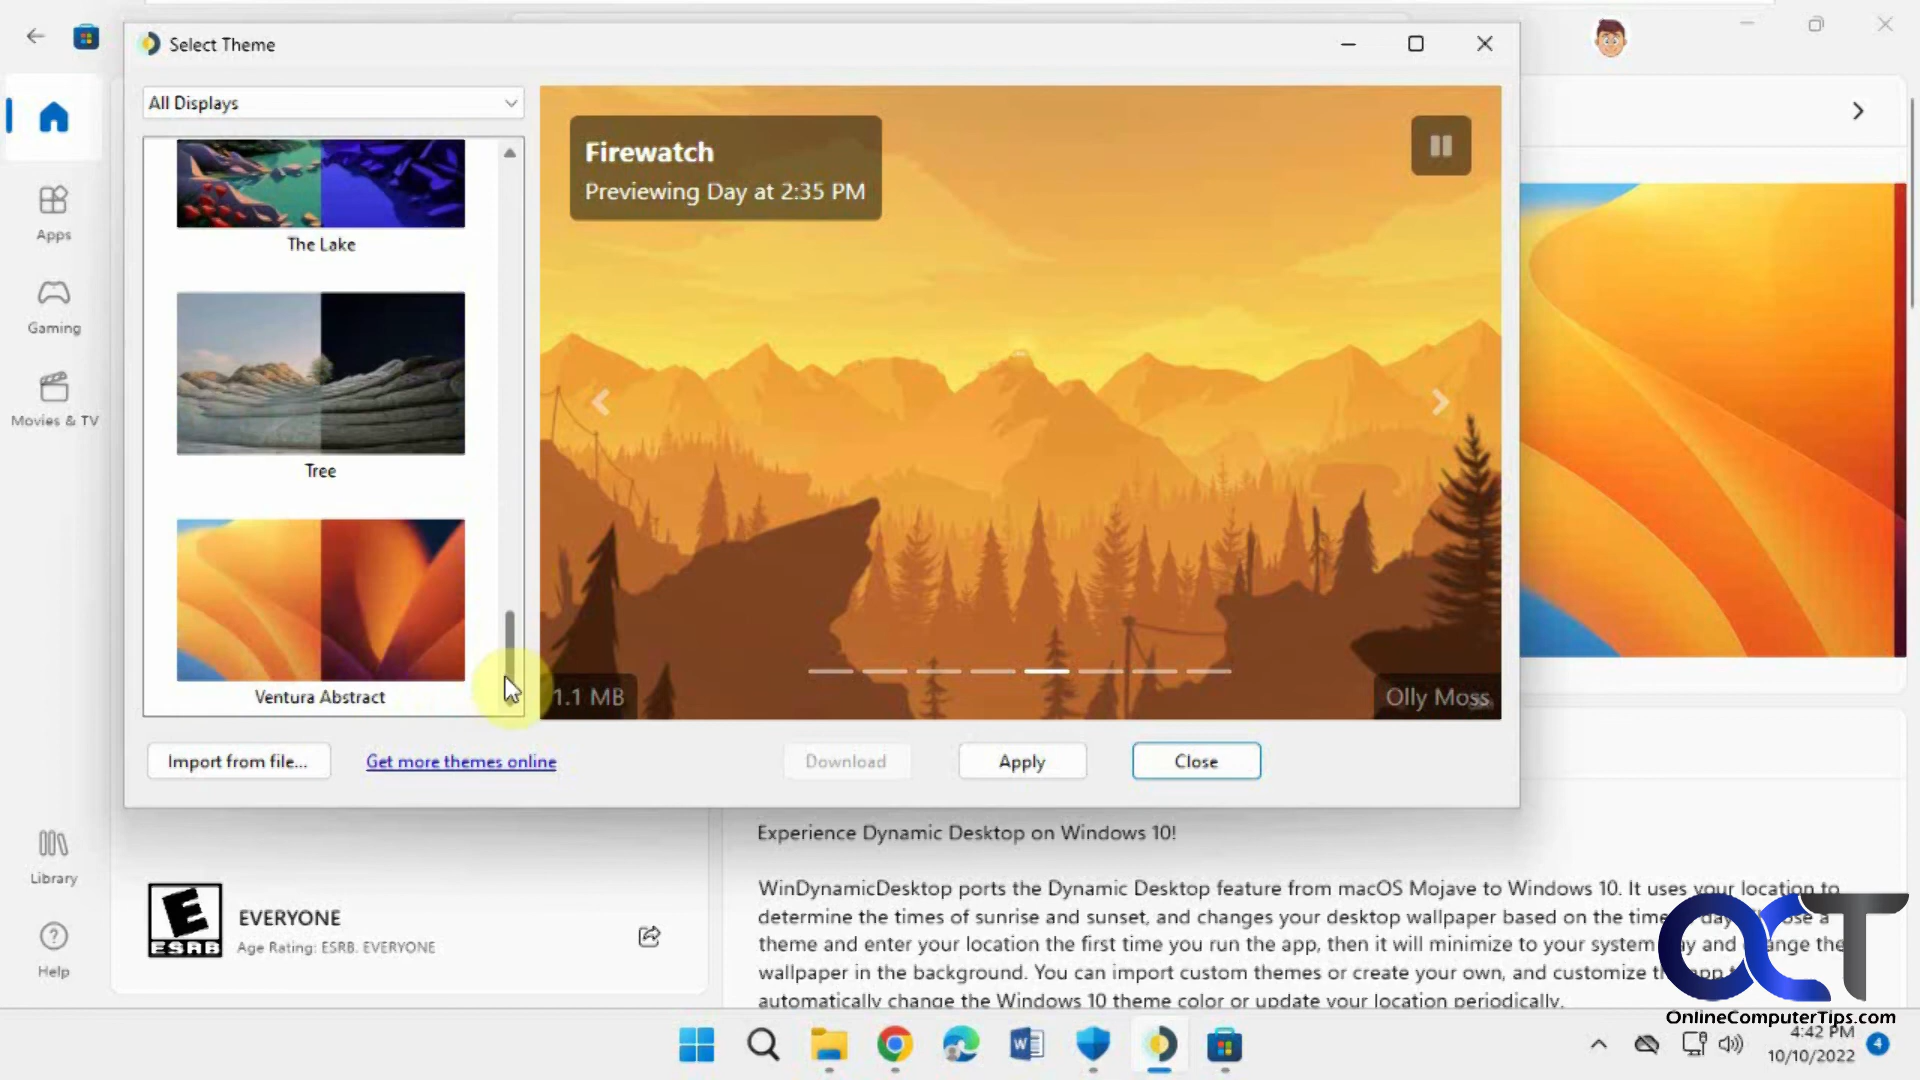 Select Theme
All Displays
The Lake
Tree
Ventura Abstract
Firewatch
Previewing Day at 2:35 PM
1.1 MB
Olly Moss
Import from file...
Get more themes online
Download
Apply
Close
Apps
Gaming
Movies & TV
Library
Help
E
ESRB
EVERYONE
Age Rating: ESRB. EVERYONE
Experience Dynamic Desktop on Windows 10!
WinDynamicDesktop ports the Dynamic Desktop feature from macOS Mojave to Windows 10. It uses your location to
determine the times of sunrise and sunset, and changes your desktop wallpaper based on the time
theme and enter your location the first time you run the app, then it will minimize to your system and change the
wallpaper in the background. You can import custom themes or create your own, and customize
automatically change the Windows 10 theme color or update your location periodically.
OCT
OnlineComputerTips.com
4:42 PM
10/10/2022
4